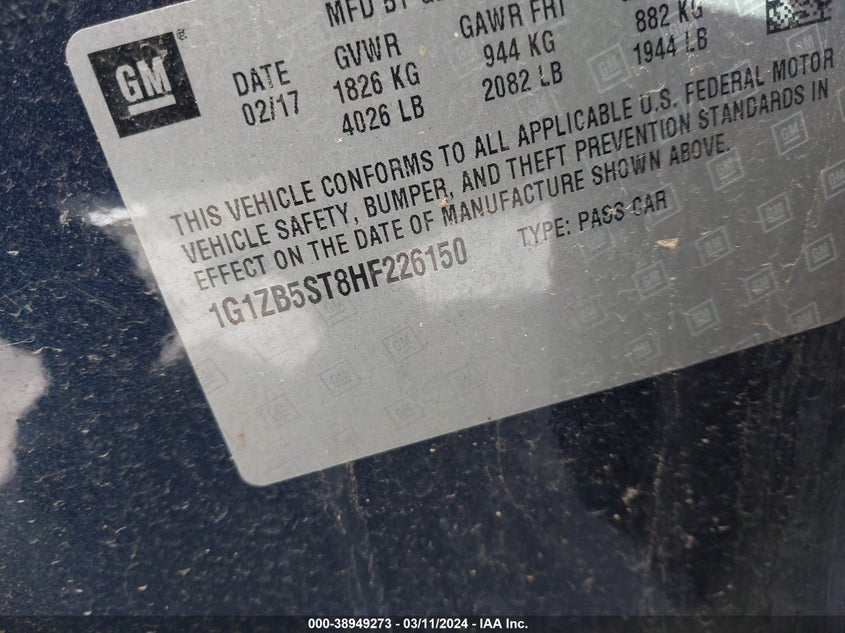 MFD BY
GM
®
DATE
02/17
GVWR
1826 KG
4026 LB
GAWR FRT
944 KG
2082 LB
882 KG
1944 LB
THIS VEHICLE CONFORMS TO ALL APPLICABLE U.S. FEDERAL MOTOR
VEHICLE SAFETY, BUMPER, AND THEFT PREVENTION STANDARDS IN
EFFECT ON THE DATE OF MANUFACTURE SHOWN ABOVE.
1G1ZB5ST8HF226150
TYPE: PASS CAR
000-38949273 - 03/11/2024 - IAA Inc.